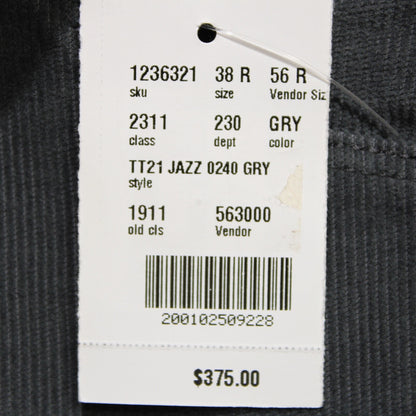 1236321 38 R 56 R
sku size Vendor Siz
2311 230 GRY
class dept color
TT21 JAZZ 0240 GRY
style
1911 563000
old cls Vendor
200102509228
$375.00